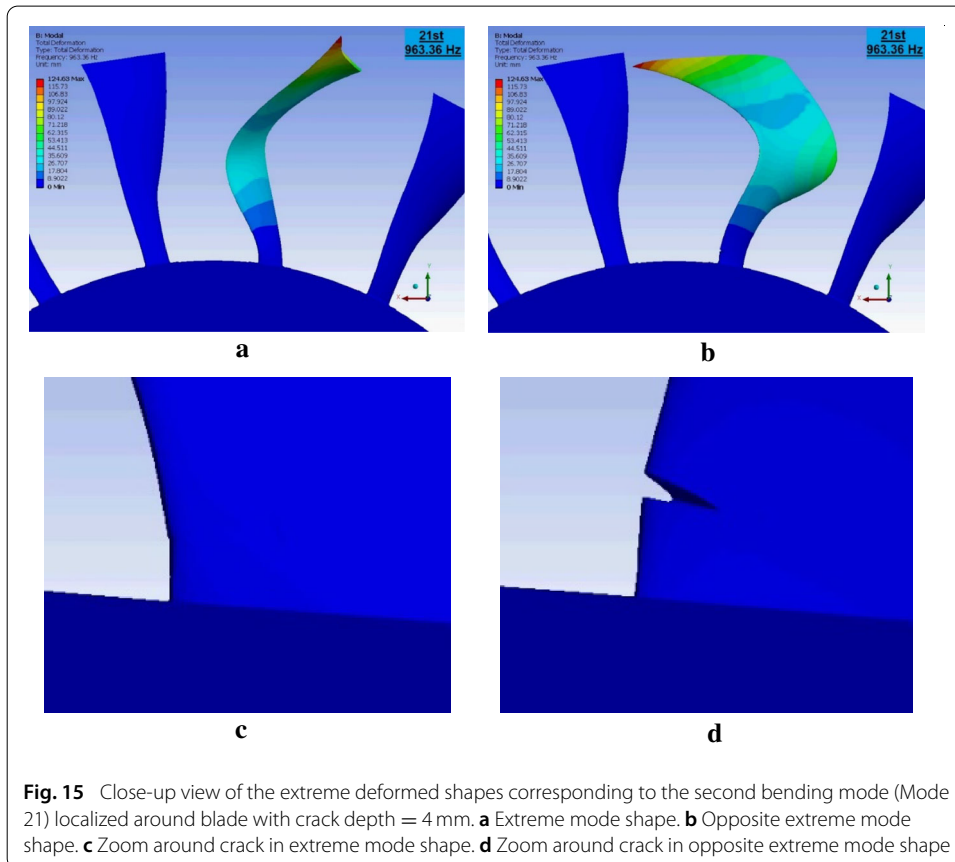 B: Modal
Total Deformation
Type: Total Deformation
Frequency: 963.36 Hz
Unit: mm
21st
963.36 Hz
124.63 Max
115.73
106.83
97.924
89.022
80.12
71.218
62.315
53.413
44.511
35.609
26.707
17.804
8.9022
0 Min
Y
X
a
B: Modal
Total Deformation
Type: Total Deformation
Frequency: 963.36 Hz
Unit: mm
21st
963.36 Hz
124.63 Max
115.73
106.83
97.924
89.022
80.12
71.218
62.315
53.413
44.511
35.609
26.707
17.804
8.9022
0 Min
Y
X
b
c
d
Fig. 15 Close-up view of the extreme deformed shapes corresponding to the second bending mode (Mode
21) localized around blade with crack depth = 4 mm. a Extreme mode shape. b Opposite extreme mode
shape. c Zoom around crack in extreme mode shape. d Zoom around crack in opposite extreme mode shape